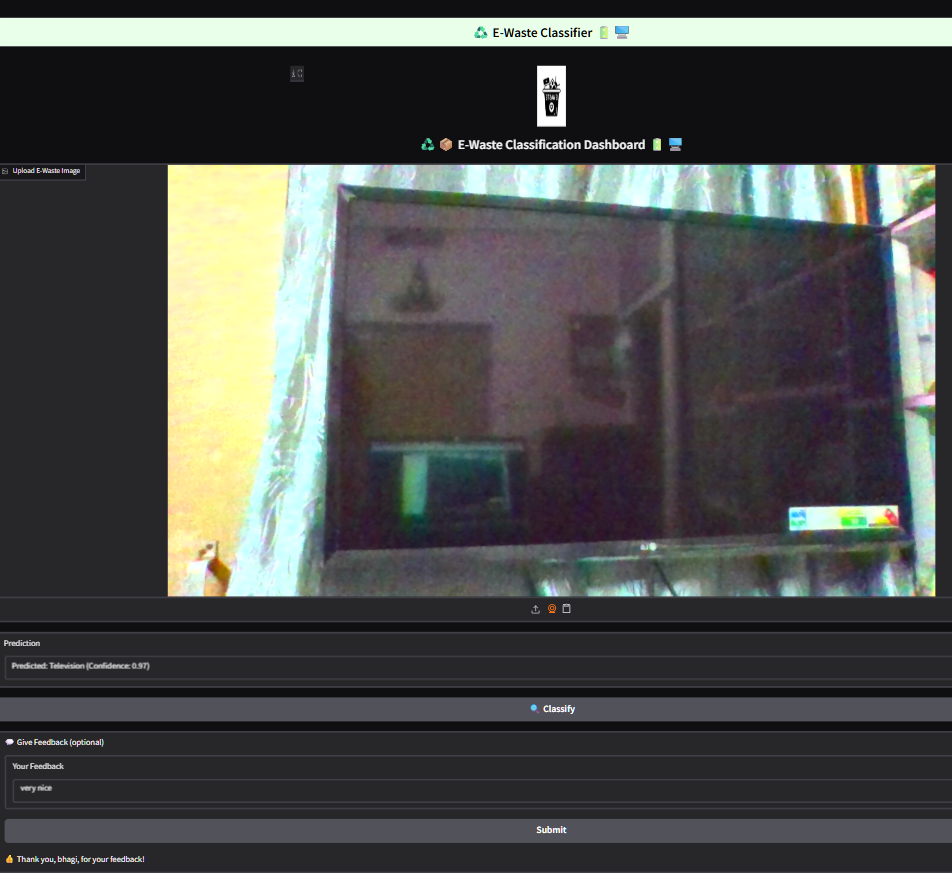 ♻️ E-Waste Classifier 🔋 🖥️
♻️ 📦 E-Waste Classification Dashboard 🔋 🖥️
Upload E-Waste Image
Prediction
Predicted: Television (Confidence: 0.97)
🔍 Classify
💬 Give Feedback (optional)
Your Feedback
very nice
Submit
👍 Thank you, bhagi, for your feedback!